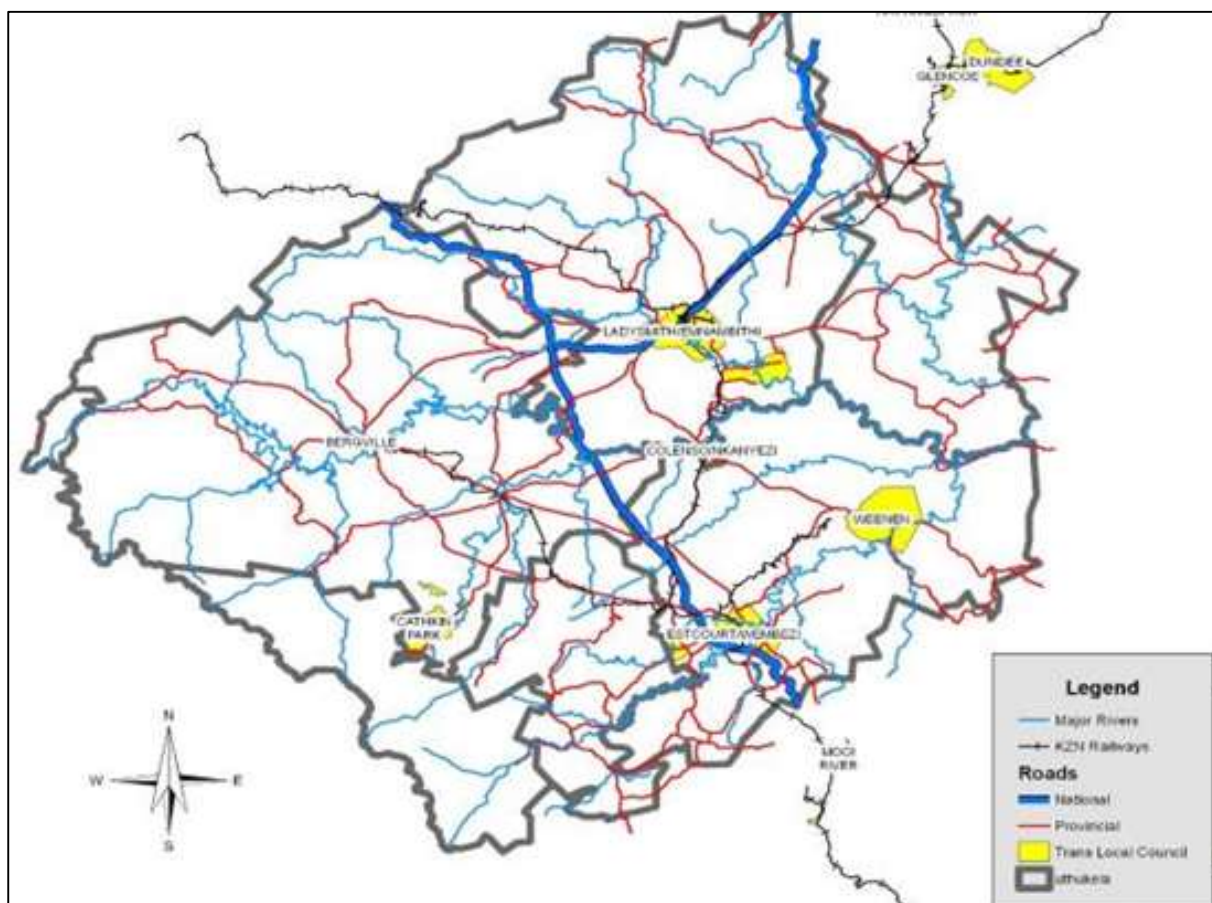 DUNDEE
GLENCOE
LADYSMITH/EMNAMBITHI
BERGVILLE
COLENSO/NKANYEZI
WEENEN
CATHKIN
PARK
ESTCOURT/WEMBEZI
MOOI
RIVER
N
W
E
S
Legend
Major Rivers
KZN Railways
Roads
National
Provincial
Trans Local Council
uthukela